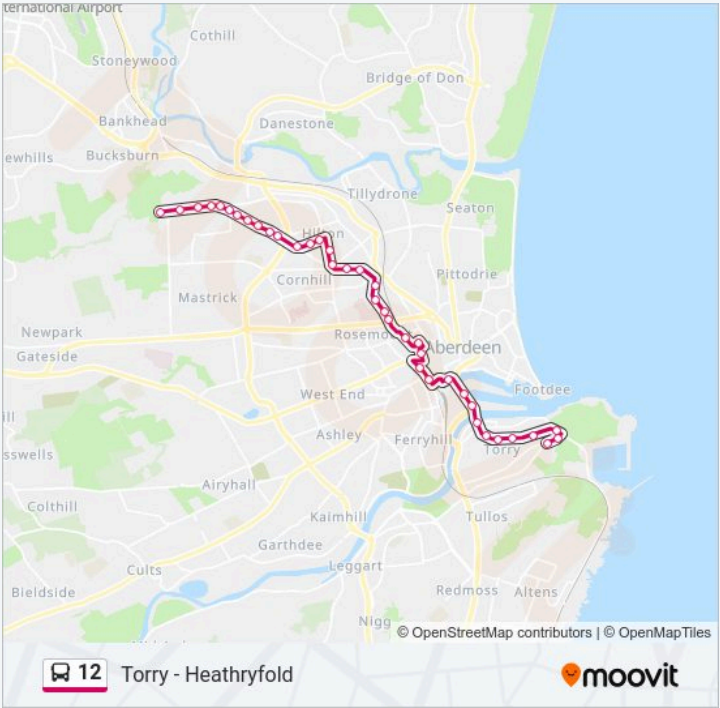 ternational Airport
Cothill
Stoneywood
Bridge of Don
Bankhead
Danestone
ewhills
Bucksburn
Tillydrone
Seaton
Hilton
Pittodrie
Cornhill
Mastrick
Newpark
Rosemo
Aberdeen
Gateside
Footdee
West End
ill
Ashley
Ferryhill
Torry
sswells
Airyhall
Colthill
Kaimhill
Tullos
Garthdee
Leggart
Cults
Bieldside
Redmoss
Altens
Nigg
© OpenStreetMap contributors | © OpenMapTiles
12 Torry - Heathryfold
moovit